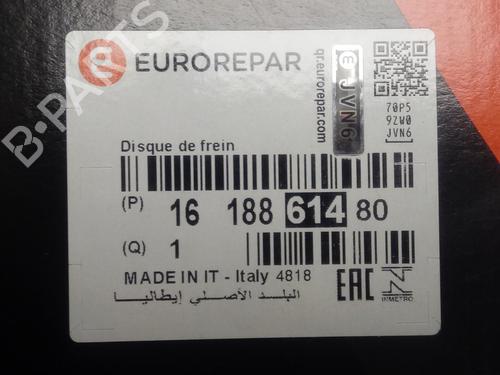 EUROREPAR
qr.eurorepar.com
JVN6
70P5
9ZW0
JVN6
Disque de frein
(P) 16 188 614 80
(Q) 1
MADE IN IT - Italy 4818
EAC
INMETRO
البلد الأصلي إيطاليا
B-PARTS